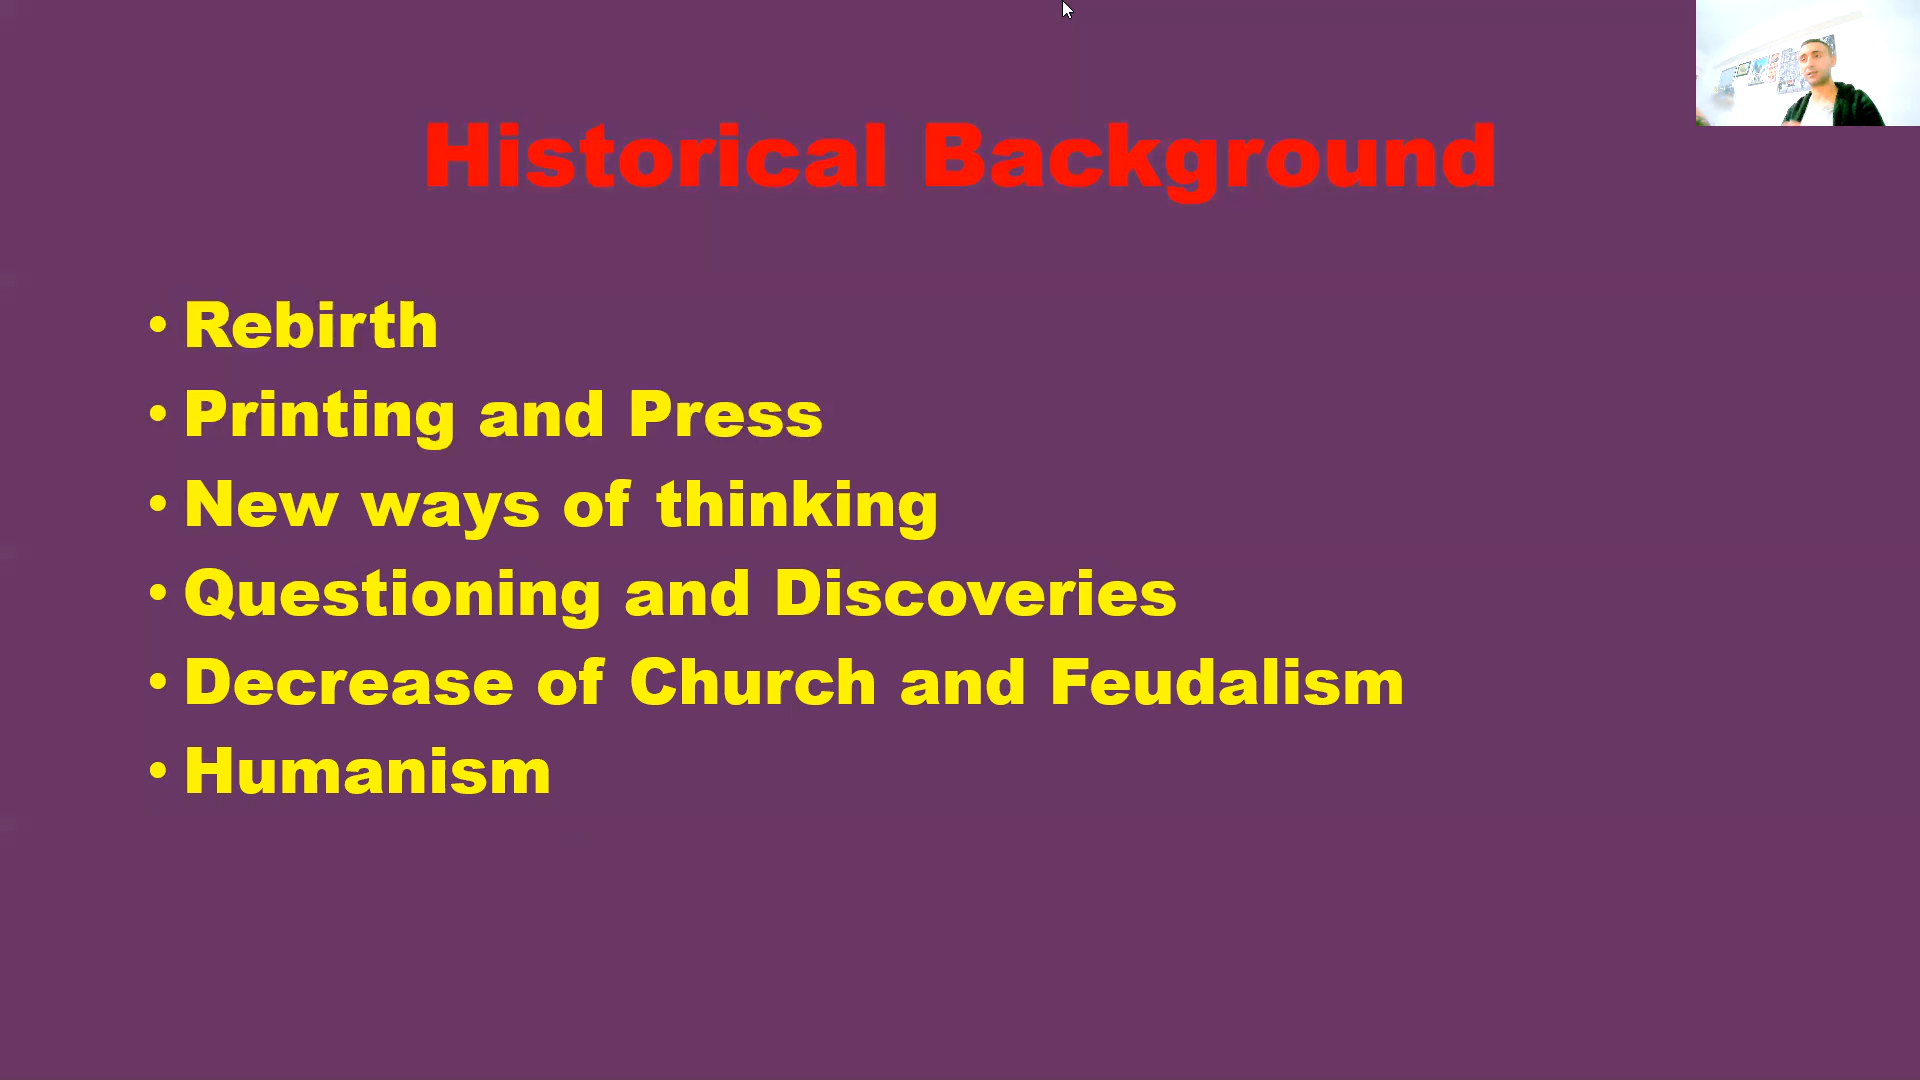 Historical Background
• Rebirth
• Printing and Press
• New ways of thinking
• Questioning and Discoveries
• Decrease of Church and Feudalism
• Humanism